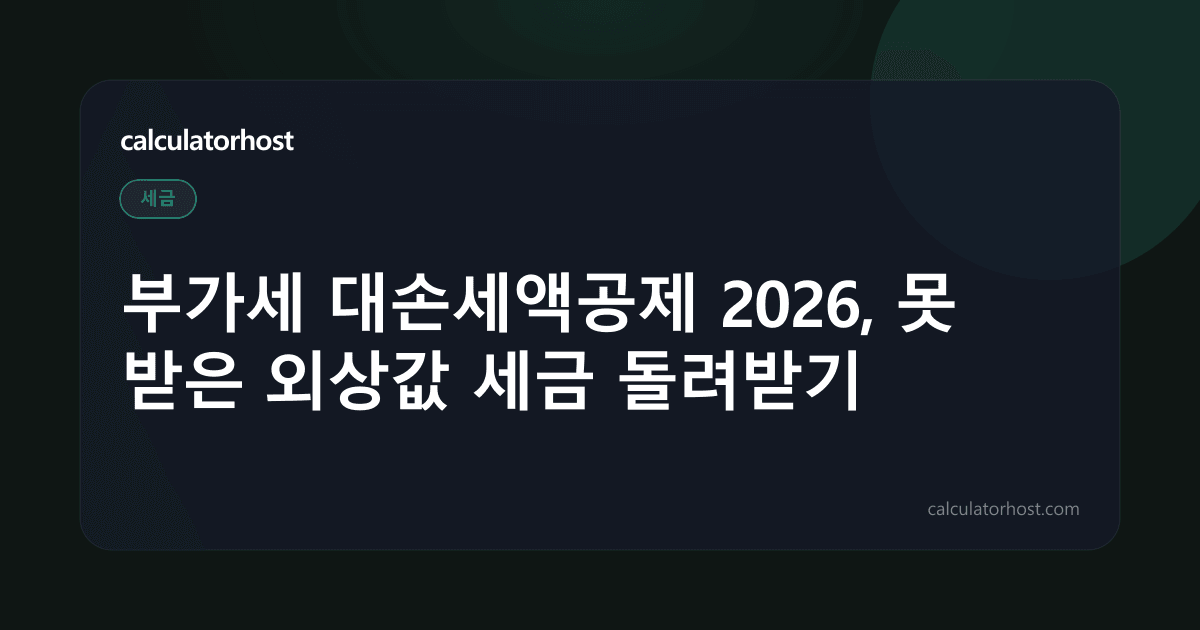 calculatorhost
세금
부가세 대손세액공제 2026, 못
받은 외상값 세금 돌려받기
calculatorhost.com